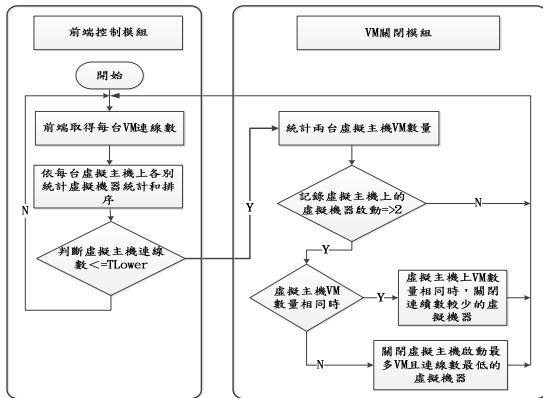 前端控制模組
開始
前端取得每台VM連線數
依每台虛擬主機上各別
統計虛擬機器統計和排
序
N
判斷虛擬主機連線
數<=TLower
Y
VM關閉模組
統計兩台虛擬主機VM數量
記錄虛擬主機上的
虛擬機器啟動=>2
N
Y
虛擬主機VM
數量相同時
Y
虛擬主機上VM數
量相同時，關閉
連續數較少的虛
擬機器
N
關閉虛擬主機啟動最
多VM且連線數最低的
虛擬機器